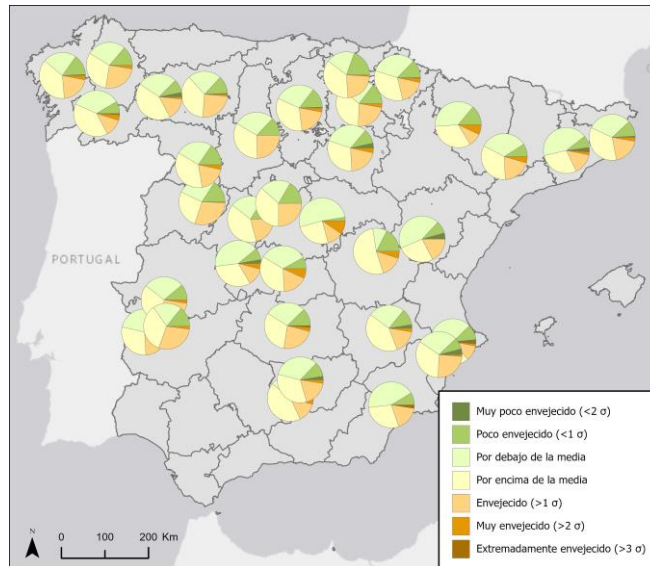 PORTUGAL
Muy poco envejecido (<2 σ)
Poco envejecido (<1 σ)
Por debajo de la media
Por encima de la media
Envejecido (>1 σ)
Muy envejecido (>2 σ)
Extremadamente envejecido (>3 σ)
N
0 100 200 Km